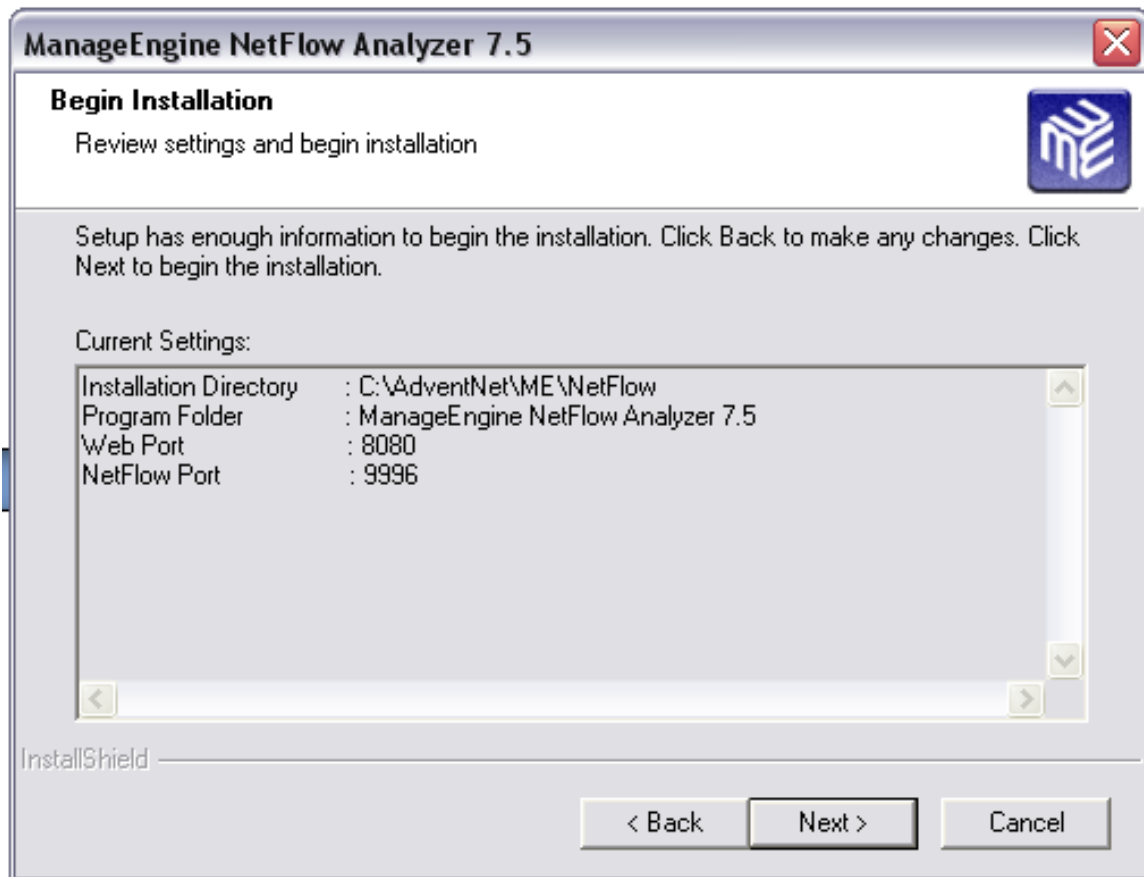 ManageEngine NetFlow Analyzer 7.5
Begin Installation
Review settings and begin installation
Setup has enough information to begin the installation. Click Back to make any changes. Click
Next to begin the installation.
Current Settings:
Installation Directory : C:\AdventNet\ME\NetFlow
Program Folder : ManageEngine NetFlow Analyzer 7.5
Web Port : 8080
NetFlow Port : 9996
InstallShield
< Back Next > Cancel